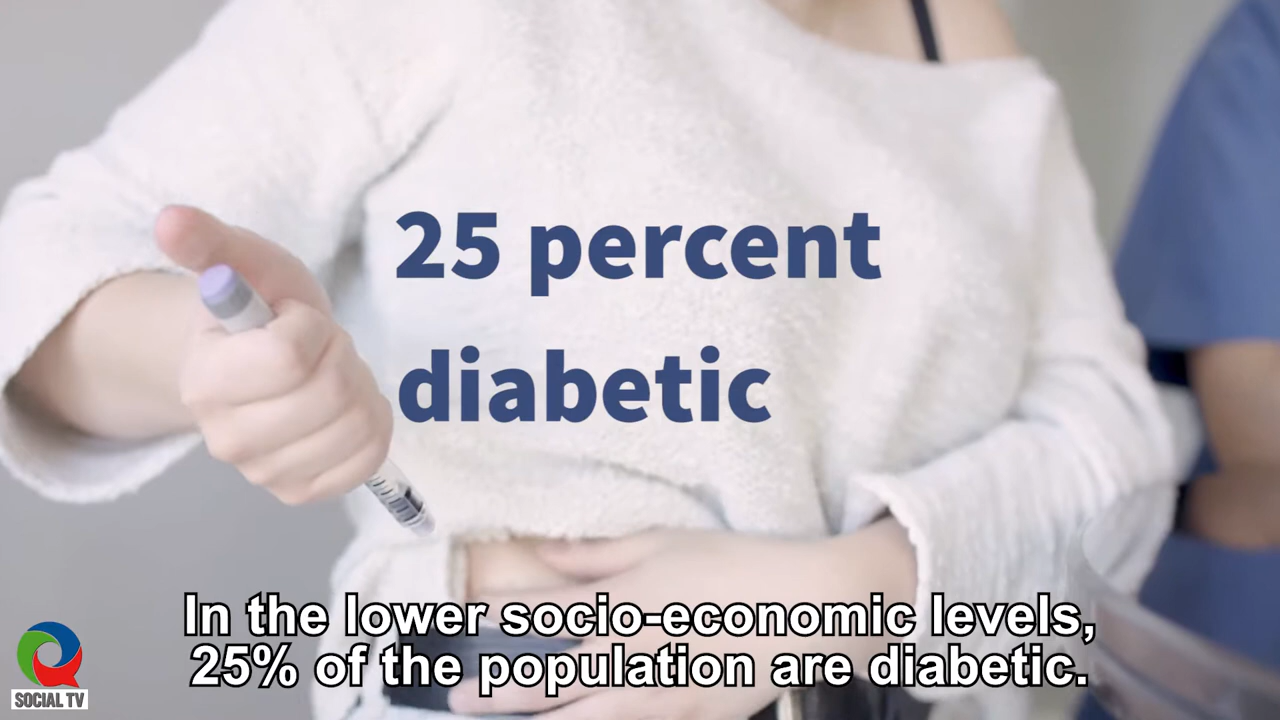 25 percent
diabetic
In the lower socio-economic levels,
25% of the population are diabetic.
SOCIAL TV